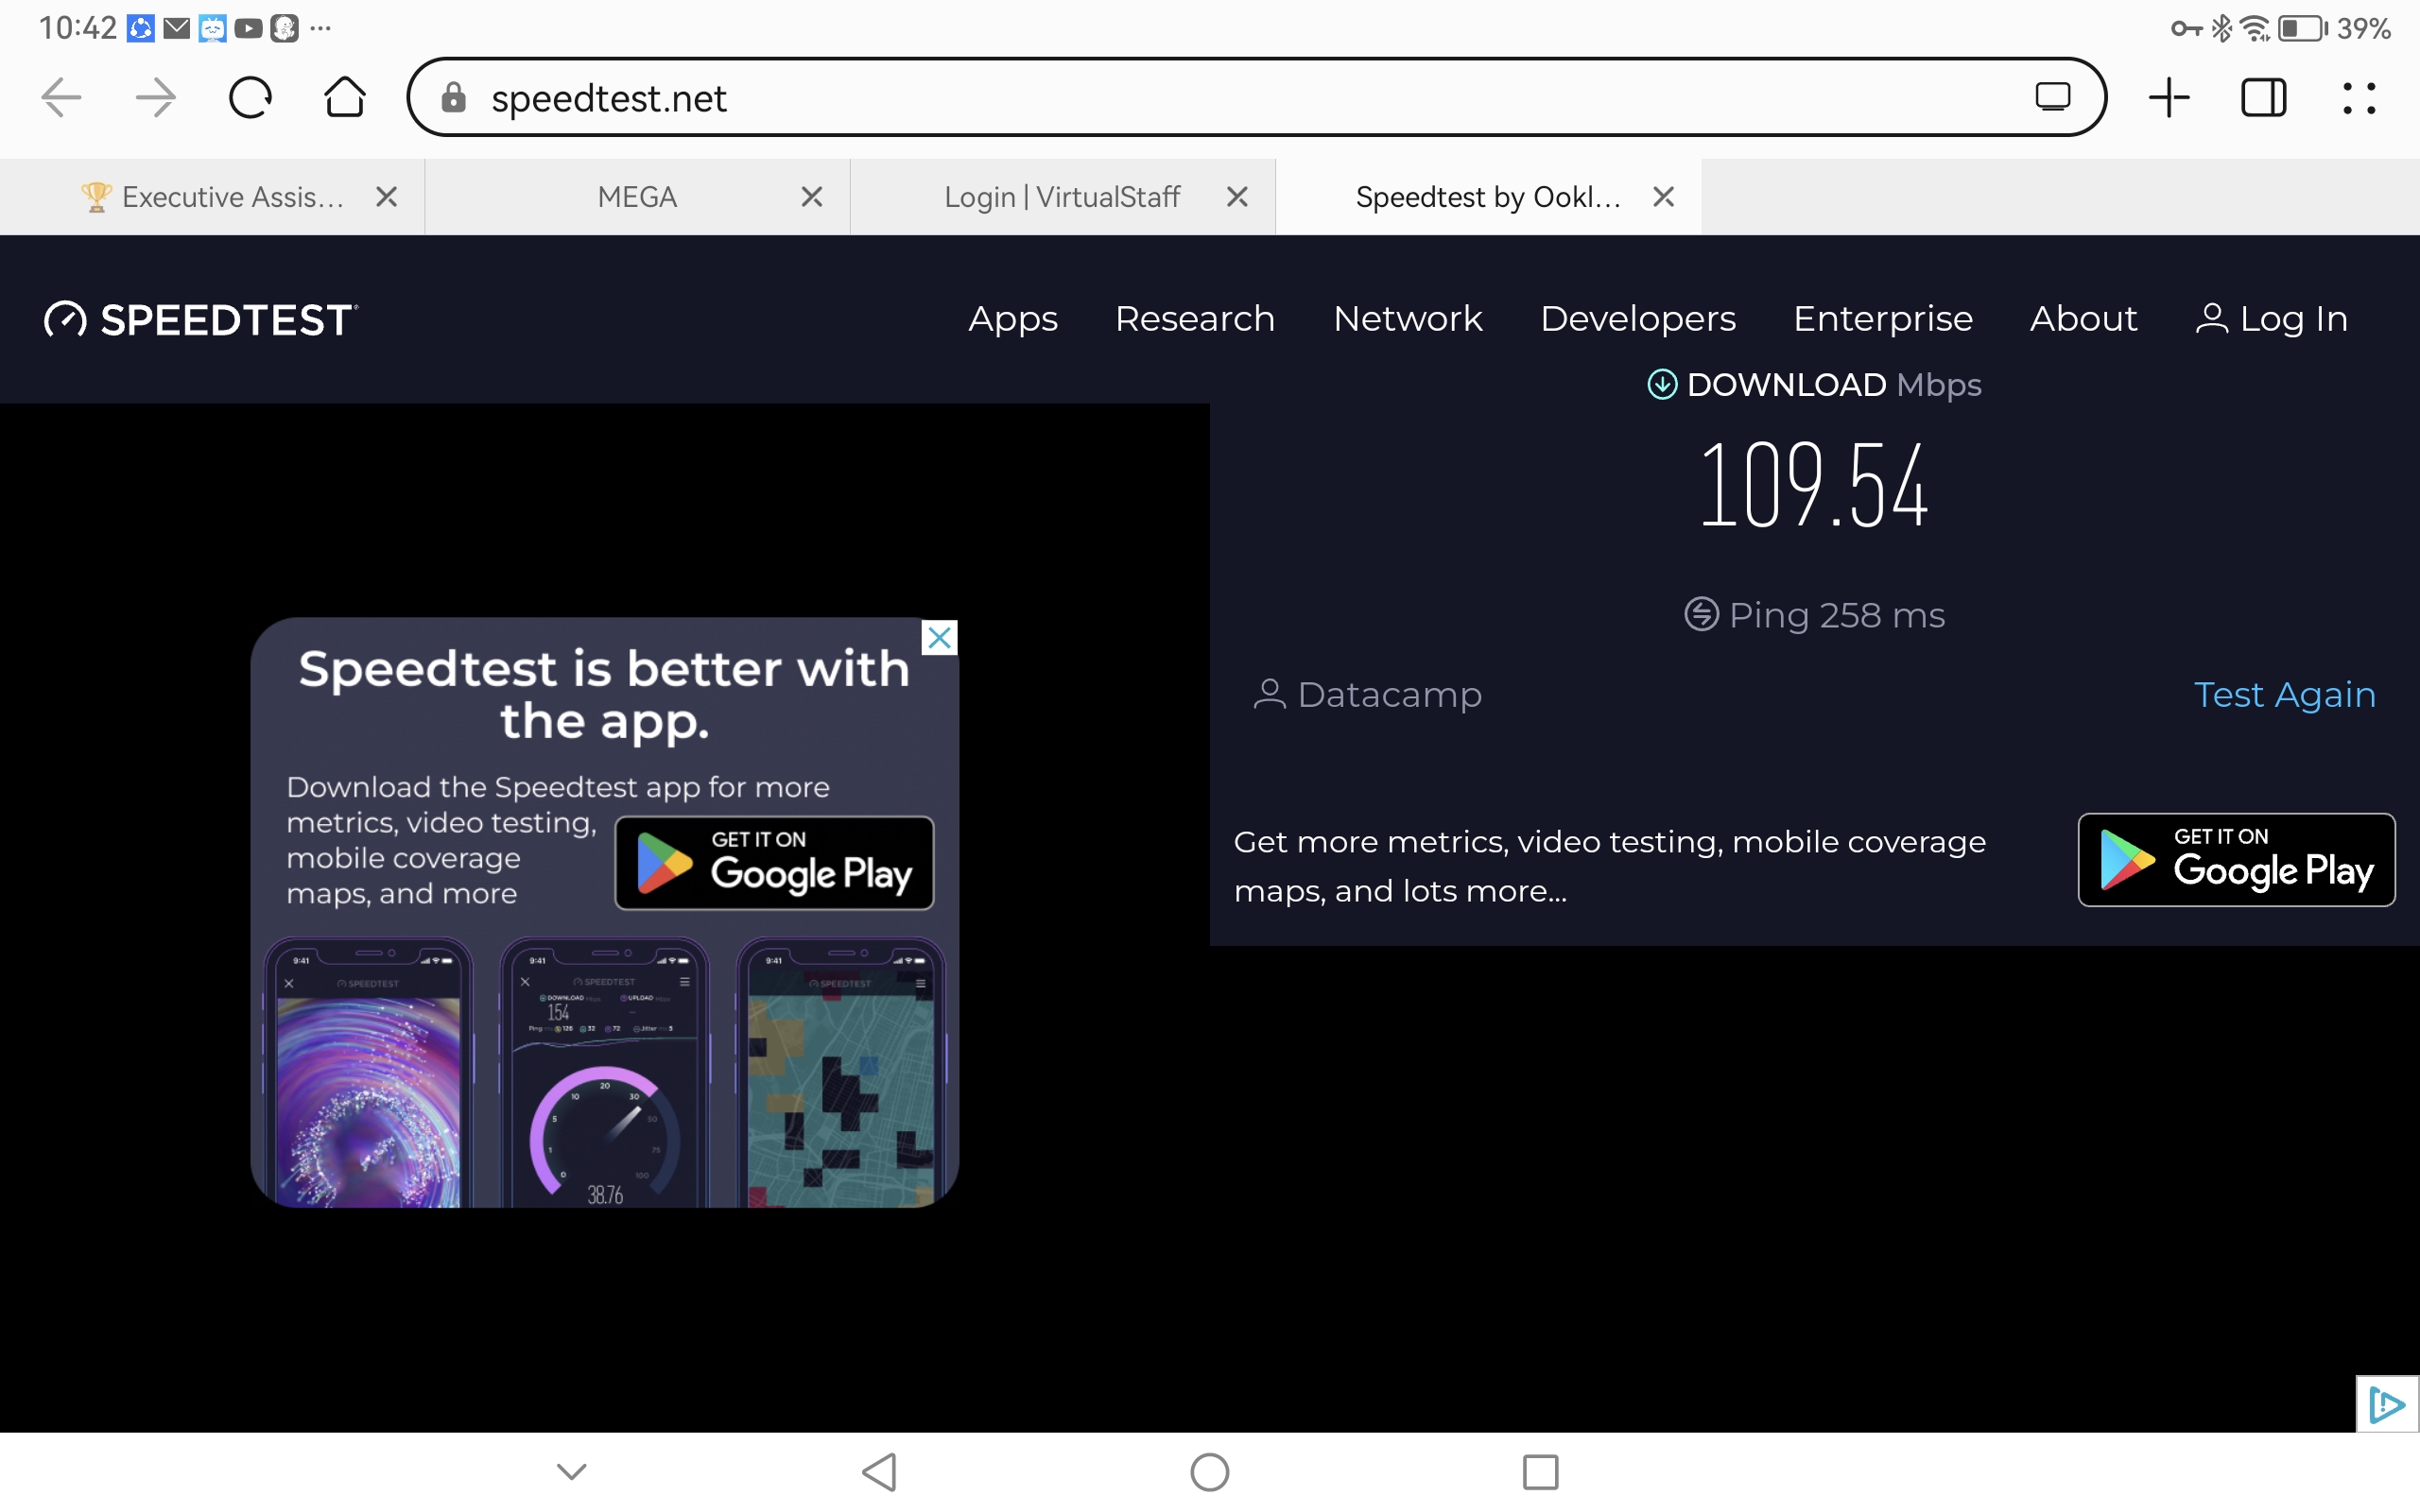 10:42
39%
speedtest.net
🏆 Executive Assis...
MEGA
Login | VirtualStaff
Speedtest by Ookl...
SPEEDTEST
Apps
Research
Network
Developers
Enterprise
About
Log In
DOWNLOAD Mbps
109.54
Ping 258 ms
Datacamp
Test Again
Get more metrics, video testing, mobile coverage
maps, and lots more...
GET IT ON
Google Play
Speedtest is better with
the app.
Download the Speedtest app for more
metrics, video testing,
mobile coverage
maps, and more
GET IT ON
Google Play
9:41
SPEEDTEST
9:41
SPEEDTEST
DOWNLOAD Mbps
UPLOAD Mbps
154
Ping ms 126 32 72 Jitter ms 3
0
1
5
10
20
30
50
75
100
38.76
9:41
SPEEDTEST